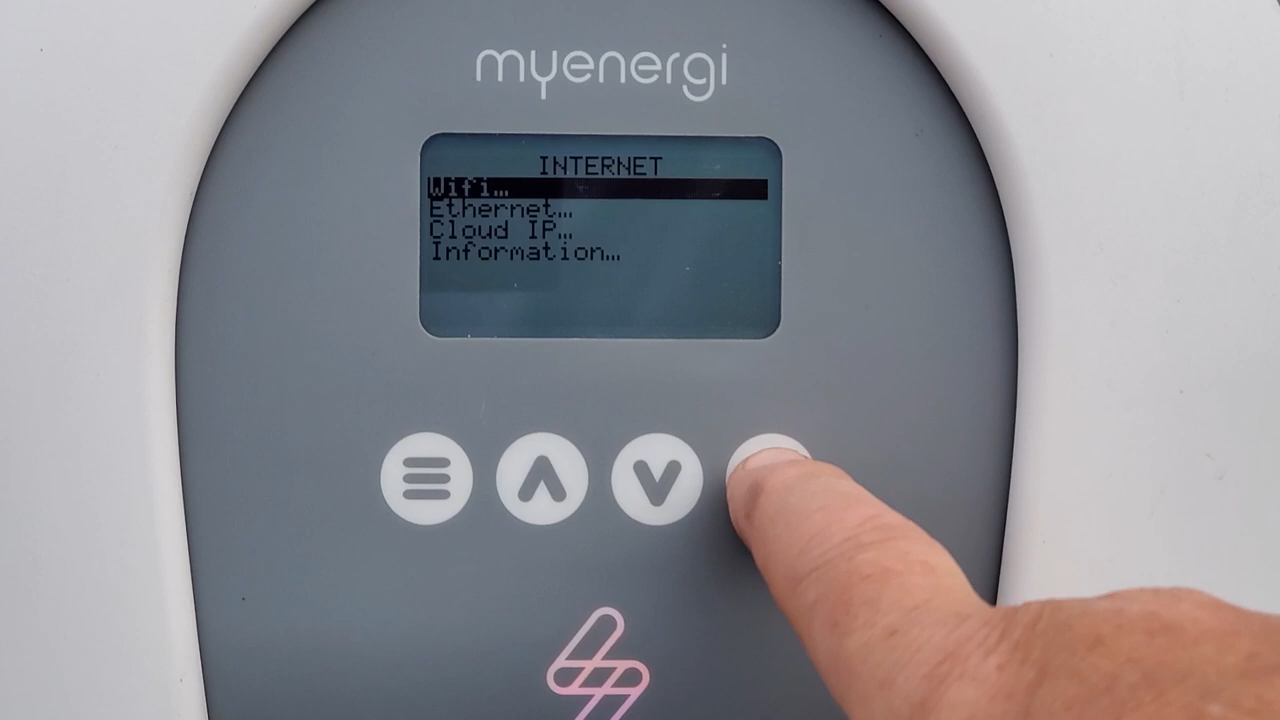 myenergi
INTERNET
Wifi...
Ethernet...
Cloud IP...
Information...